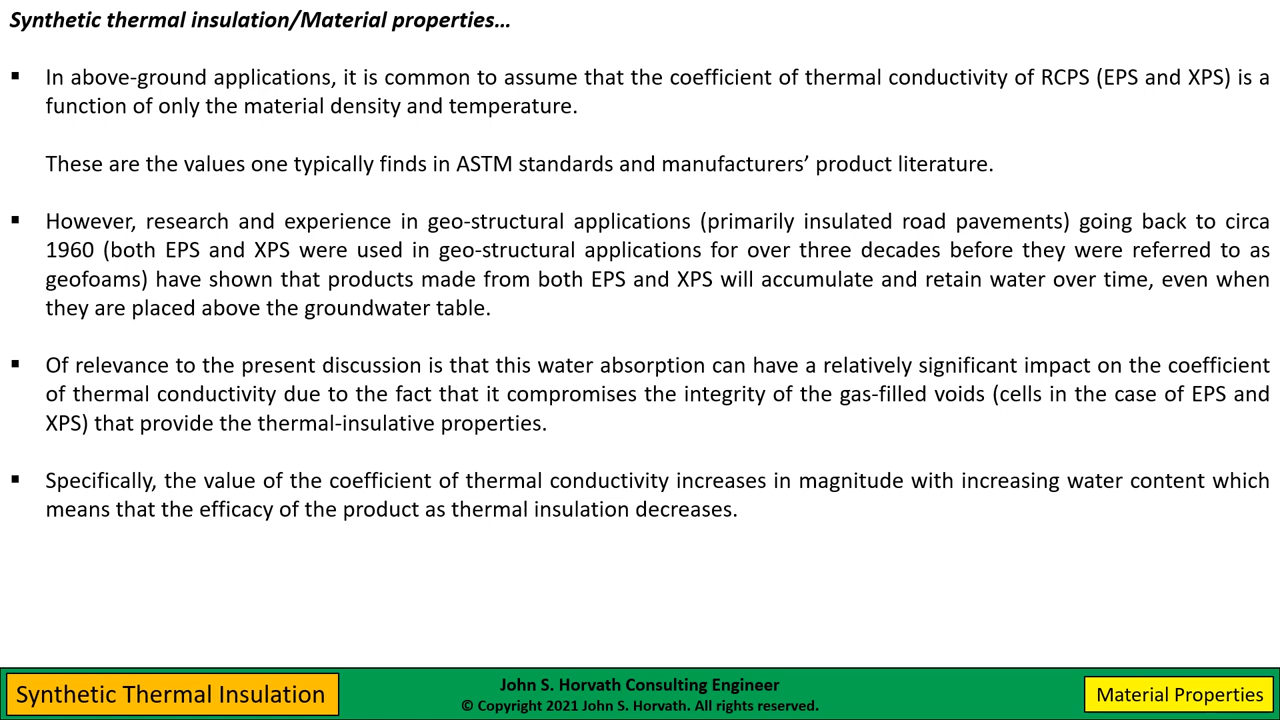 Synthetic thermal insulation/Material properties…
▪ In above-ground applications, it is common to assume that the coefficient of thermal conductivity of RCPS (EPS and XPS) is a
function of only the material density and temperature.
These are the values one typically finds in ASTM standards and manufacturers’ product literature.
▪ However, research and experience in geo-structural applications (primarily insulated road pavements) going back to circa
1960 (both EPS and XPS were used in geo-structural applications for over three decades before they were referred to as
geofoams) have shown that products made from both EPS and XPS will accumulate and retain water over time, even when
they are placed above the groundwater table.
▪ Of relevance to the present discussion is that this water absorption can have a relatively significant impact on the coefficient
of thermal conductivity due to the fact that it compromises the integrity of the gas-filled voids (cells in the case of EPS and
XPS) that provide the thermal-insulative properties.
▪ Specifically, the value of the coefficient of thermal conductivity increases in magnitude with increasing water content which
means that the efficacy of the product as thermal insulation decreases.
Synthetic Thermal Insulation
John S. Horvath Consulting Engineer
© Copyright 2021 John S. Horvath. All rights reserved.
Material Properties